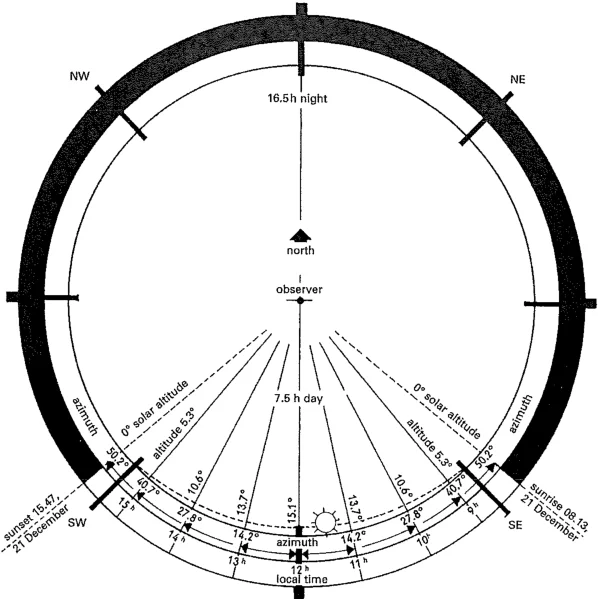 NW
NE
16.5h night
north
observer
7.5 h day
0° solar altitude
0° solar altitude
azimuth
azimuth
altitude 5.3°
altitude 5.3°
10.6°
13.7°
15.1°
13.7°
10.6°
50.2°
40.7°
27.8°
14.2°
azimuth
14.2°
27.8°
40.7°
50.2°
sunset 15.47,
21 December
SW
15h
14h
13h
12h
11h
10h
9h
SE
sunrise 08.13,
21 December
local time